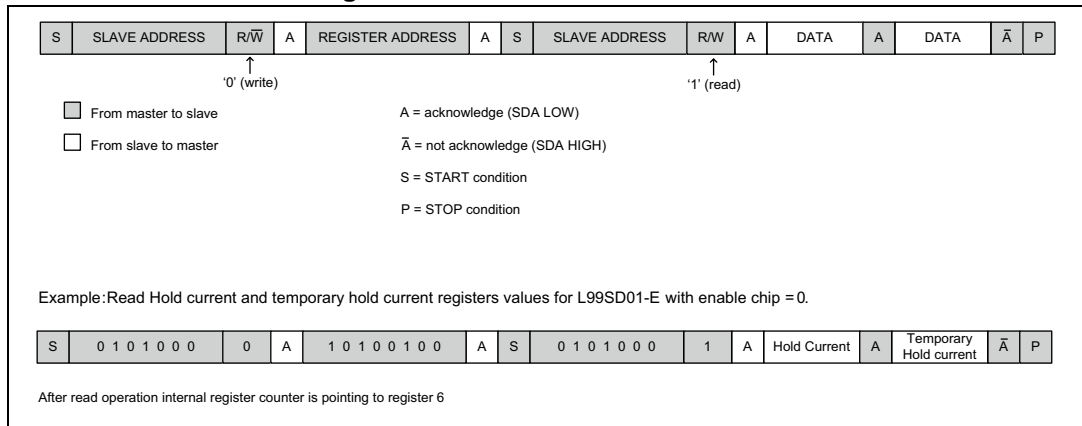 S SLAVE ADDRESS R/W̅ A REGISTER ADDRESS A S SLAVE ADDRESS R/W A DATA A DATA A̅ P
‘0’ (write) ‘1’ (read)
From master to slave A = acknowledge (SDA LOW)
From slave to master A̅ = not acknowledge (SDA HIGH)
S = START condition
P = STOP condition
Example:Read Hold current and temporary hold current registers values for L99SD01-E with enable chip = 0.
S 0 1 0 1 0 0 0 0 A 1 0 1 0 0 1 0 0 A S 0 1 0 1 0 0 0 1 A Hold Current A Temporary Hold current A̅ P
After read operation internal register counter is pointing to register 6